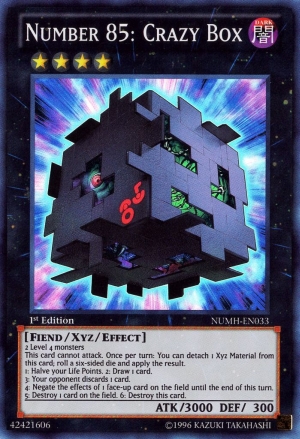 NUMBER 85: CRAZY BOX
DARK
闇
85
1st Edition
NUMH-EN033
[FIEND/XYZ/EFFECT]
2 Level 4 monsters
This card cannot attack. Once per turn: You can detach 1 Xyz Material from
this card; roll a six-sided die and apply the result.
1: Halve your Life Points. 2: Draw 1 card.
3: Your opponent discards 1 card.
4: Negate the effects of 1 face-up card on the field until the end of this turn.
5: Destroy 1 card on the field. 6: Destroy this card.
ATK/3000 DEF/ 300
42421606
©1996 KAZUKI TAKAHASHI